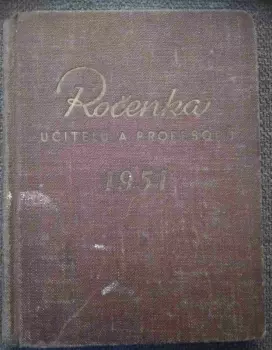 Ročenka
UČITELŮ A PROFESORŮ
1951